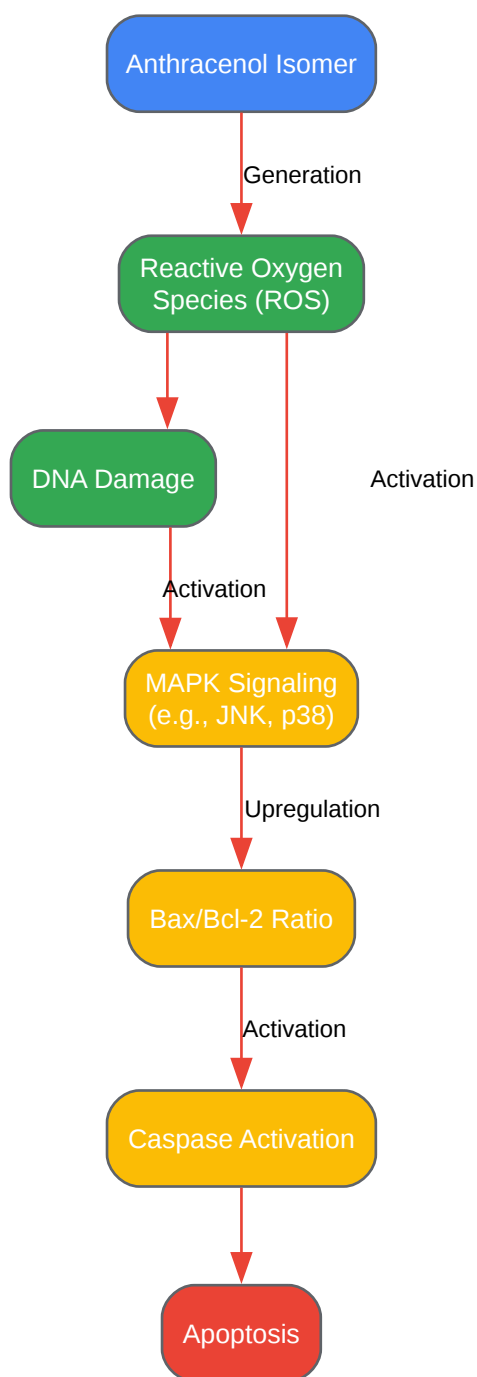 Anthracenol Isomer
Generation
Reactive Oxygen
Species (ROS)
DNA Damage
Activation
Activation
MAPK Signaling
(e.g., JNK, p38)
Upregulation
Bax/Bcl-2 Ratio
Activation
Caspase Activation
Apoptosis